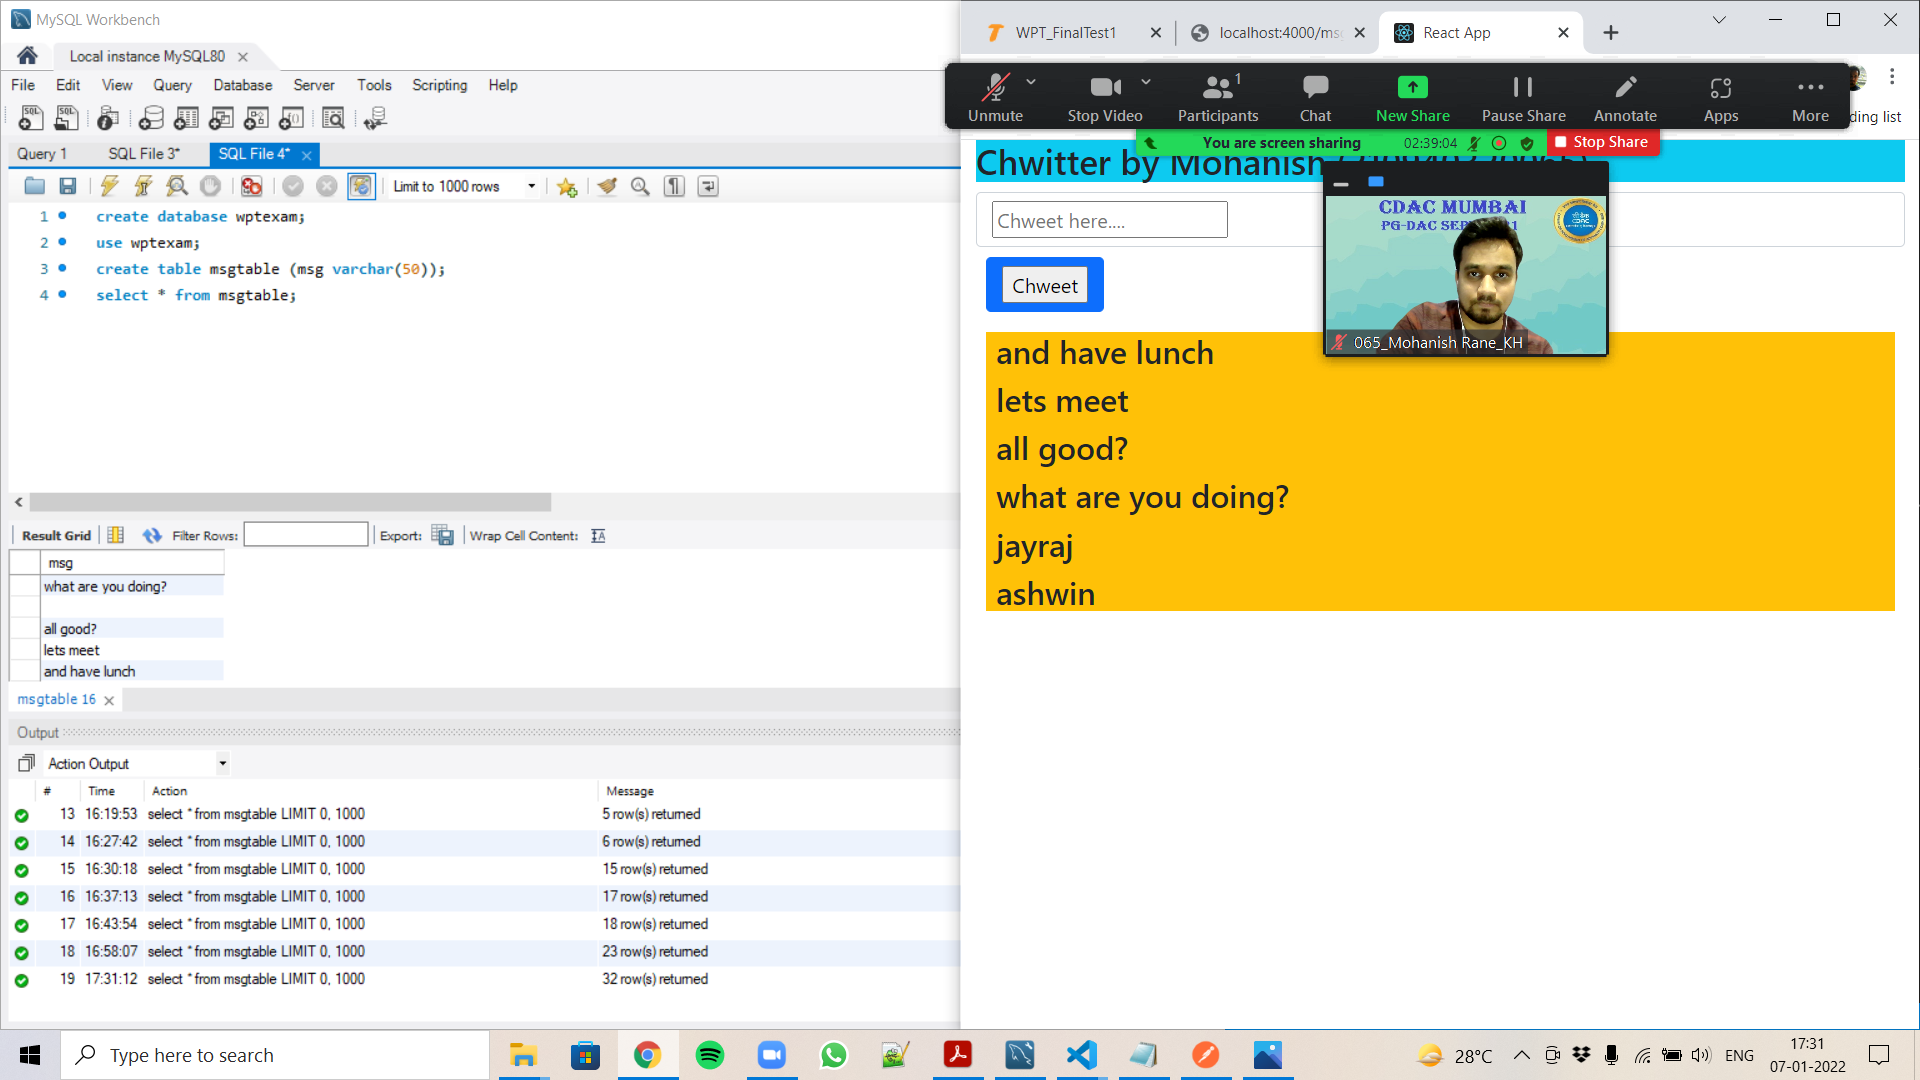 MySQL Workbench
Local instance MySQL80
File Edit View Query Database Server Tools Scripting Help
Query 1 SQL File 3* SQL File 4*
Limit to 1000 rows
1 create database wptexam;
2 use wptexam;
3 create table msgtable (msg varchar(50));
4 select * from msgtable;
Result Grid Filter Rows: Export: Wrap Cell Content:
msg
what are you doing?
all good?
lets meet
and have lunch
msgtable 16
Output
Action Output
# Time Action Message
13 16:19:53 select * from msgtable LIMIT 0, 1000 5 row(s) returned
14 16:27:42 select * from msgtable LIMIT 0, 1000 6 row(s) returned
15 16:30:18 select * from msgtable LIMIT 0, 1000 15 row(s) returned
16 16:37:13 select * from msgtable LIMIT 0, 1000 17 row(s) returned
17 16:43:54 select * from msgtable LIMIT 0, 1000 18 row(s) returned
18 16:58:07 select * from msgtable LIMIT 0, 1000 23 row(s) returned
19 17:31:12 select * from msgtable LIMIT 0, 1000 32 row(s) returned
WPT_FinalTest1 localhost:4000/ms React App
Unmute Stop Video Participants 1 Chat New Share Pause Share Annotate Apps More
ding list
You are screen sharing 02:39:04 Stop Share
Chwitter by Mohanish
Chweet here....
CDAC MUMBAI
PG-DAC
065_Mohanish Rane_KH
Chweet
and have lunch
lets meet
all good?
what are you doing?
jayraj
ashwin
Type here to search
28°C
ENG
17:31
07-01-2022